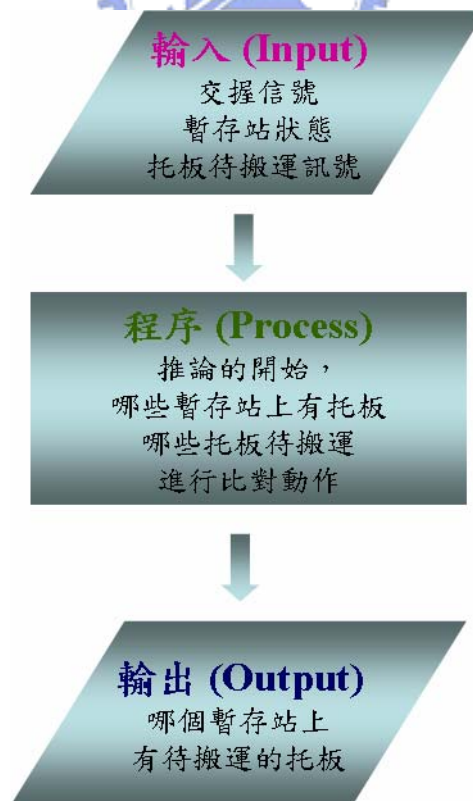 輸入 (Input)
交握信號
暫存站狀態
托板待搬運訊號
程序 (Process)
推論的開始，
哪些暫存站上有托板
哪些托板待搬運
進行比對動作
輸出 (Output)
哪個暫存站上
有待搬運的托板